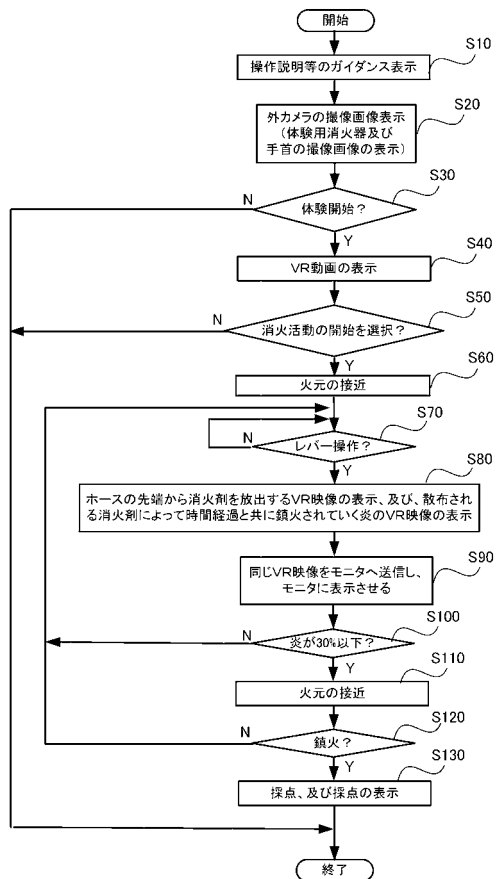 開始
S10
操作説明等のガイダンス表示
S20
外カメラの撮像画像表示
(体験用消火器及び
手首の撮像画像の表示)
S30
体験開始?
N
Y
S40
VR動画の表示
S50
消火活動の開始を選択?
N
Y
S60
火元の接近
S70
レバー操作?
N
Y
S80
ホースの先端から消火剤を放出するVR映像の表示、及び、散布され
る消火剤によって時間経過と共に鎮火されていく炎のVR映像の表示
S90
同じVR映像をモニタへ送信し、
モニタに表示させる
S100
炎が30%以下?
N
Y
S110
火元の接近
S120
鎮火?
N
Y
S130
採点、及び採点の表示
終了